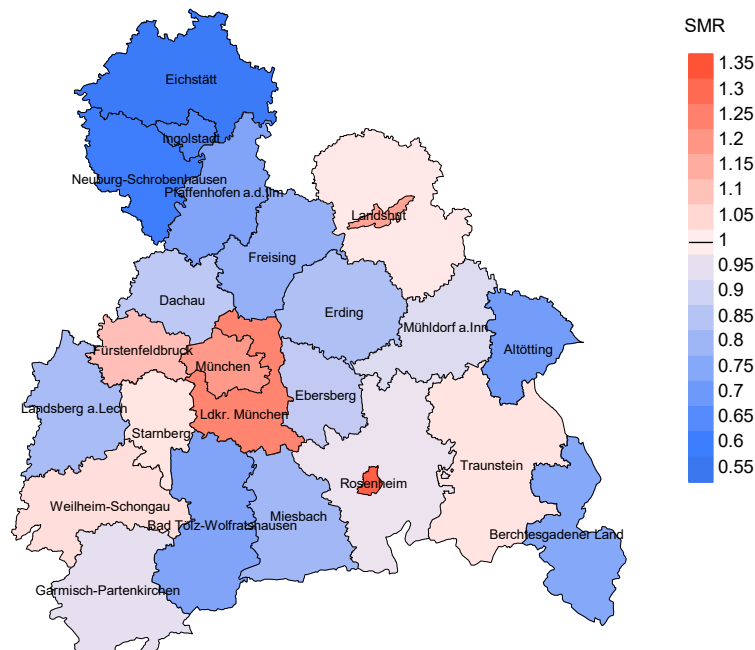 SMR
1.35
1.3
1.25
1.2
1.15
1.1
1.05
1
0.95
0.9
0.85
0.8
0.75
0.7
0.65
0.6
0.55
Eichstätt
Ingolstadt
Neuburg-Schrobenhausen
Pfaffenhofen a.d.Ilm
Landshut
Freising
Dachau
Erding
Mühldorf a.Inn
Altötting
Fürstenfeldbruck
München
Ebersberg
Landsberg a.Lech
Ldkr. München
Starnberg
Traunstein
Rosenheim
Weilheim-Schongau
Miesbach
Bad Tölz-Wolfratshausen
Berchtesgadener Land
Garmisch-Partenkirchen